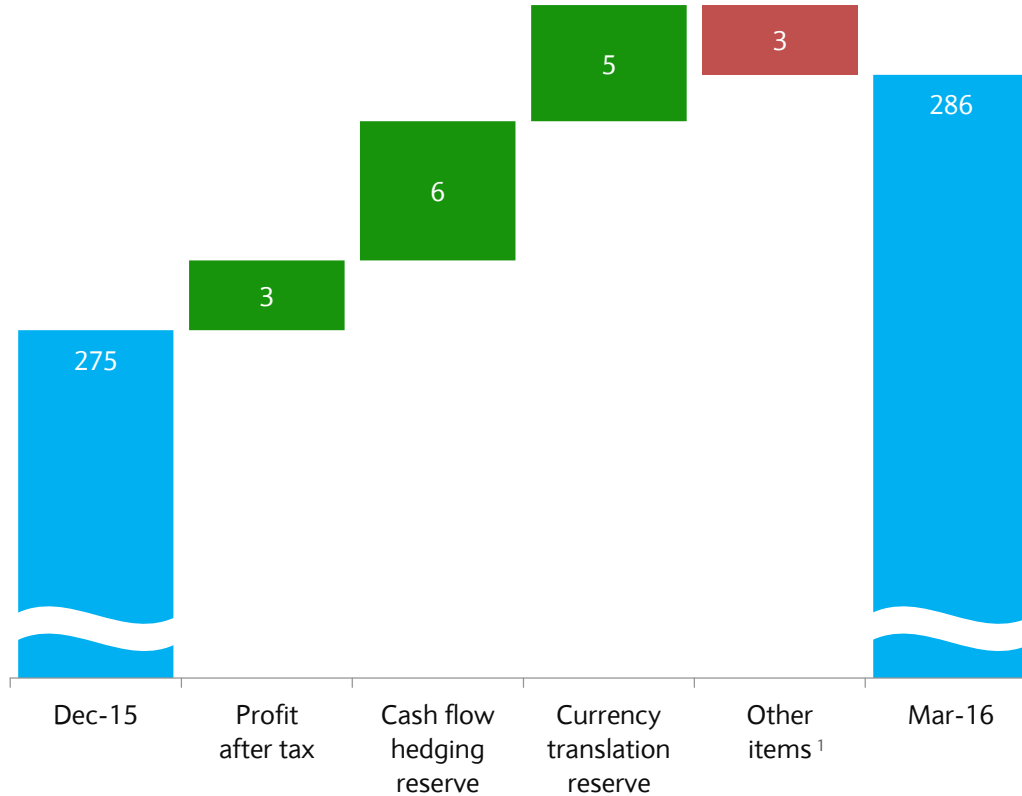 5
3
286
6
3
275
Dec-15
Profit
after tax
Cash flow
hedging
reserve
Currency
translation
reserve
Other
items ¹
Mar-16